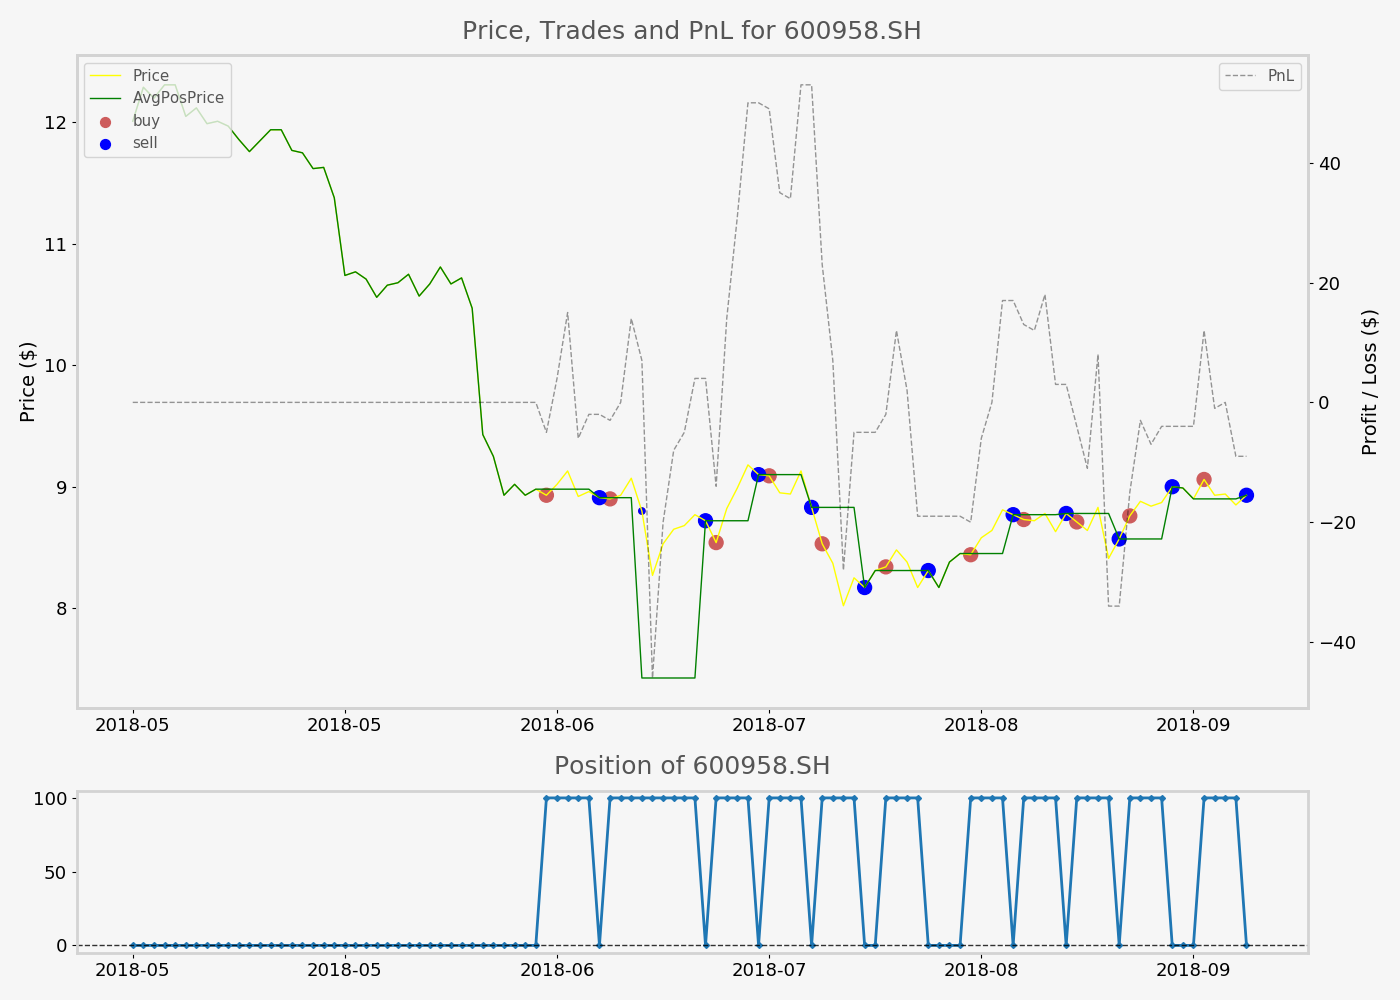 Price, Trades and PnL for 600958.SH
Price
AvgPosPrice
buy
sell
PnL
Price ($)
12
11
10
9
8
Profit / Loss ($)
40
20
0
−20
−40
2018-05 2018-05 2018-06 2018-07 2018-08 2018-09
Position of 600958.SH
100
50
0
2018-05 2018-05 2018-06 2018-07 2018-08 2018-09